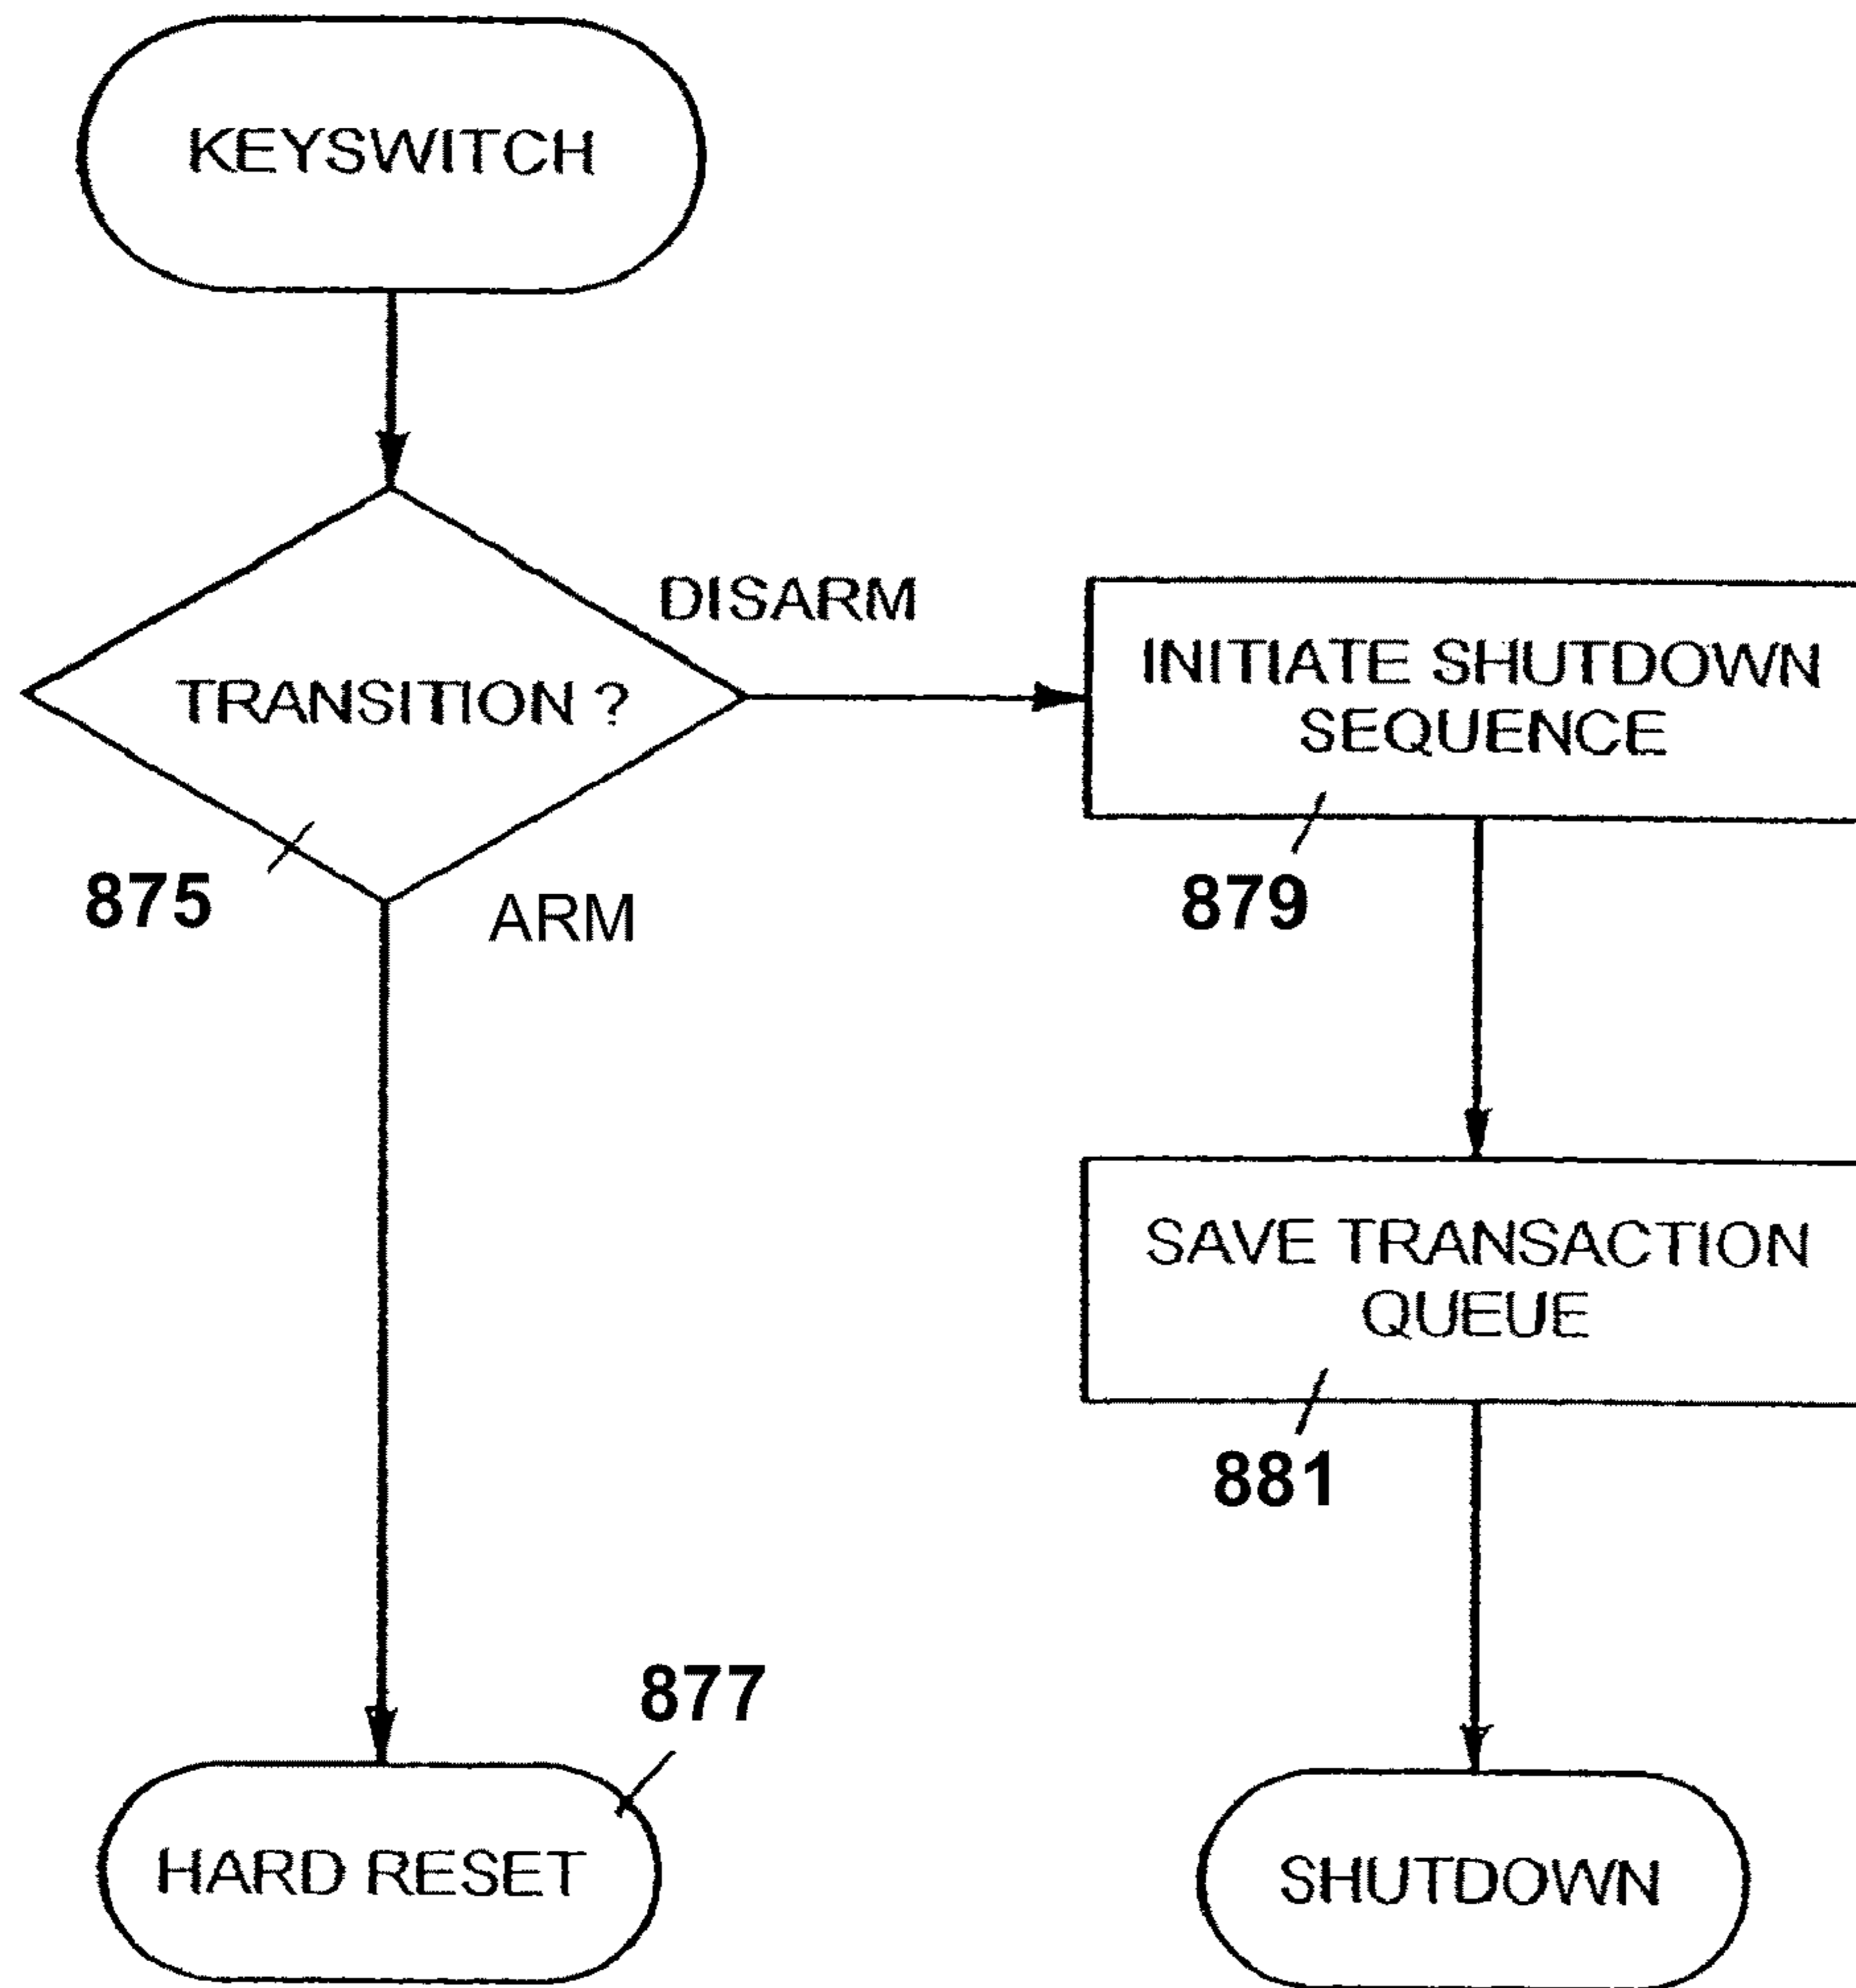 KEYSWITCH
TRANSITION ?
DISARM
875
ARM
INITIATE SHUTDOWN
SEQUENCE
879
SAVE TRANSACTION
QUEUE
881
877
HARD RESET
SHUTDOWN